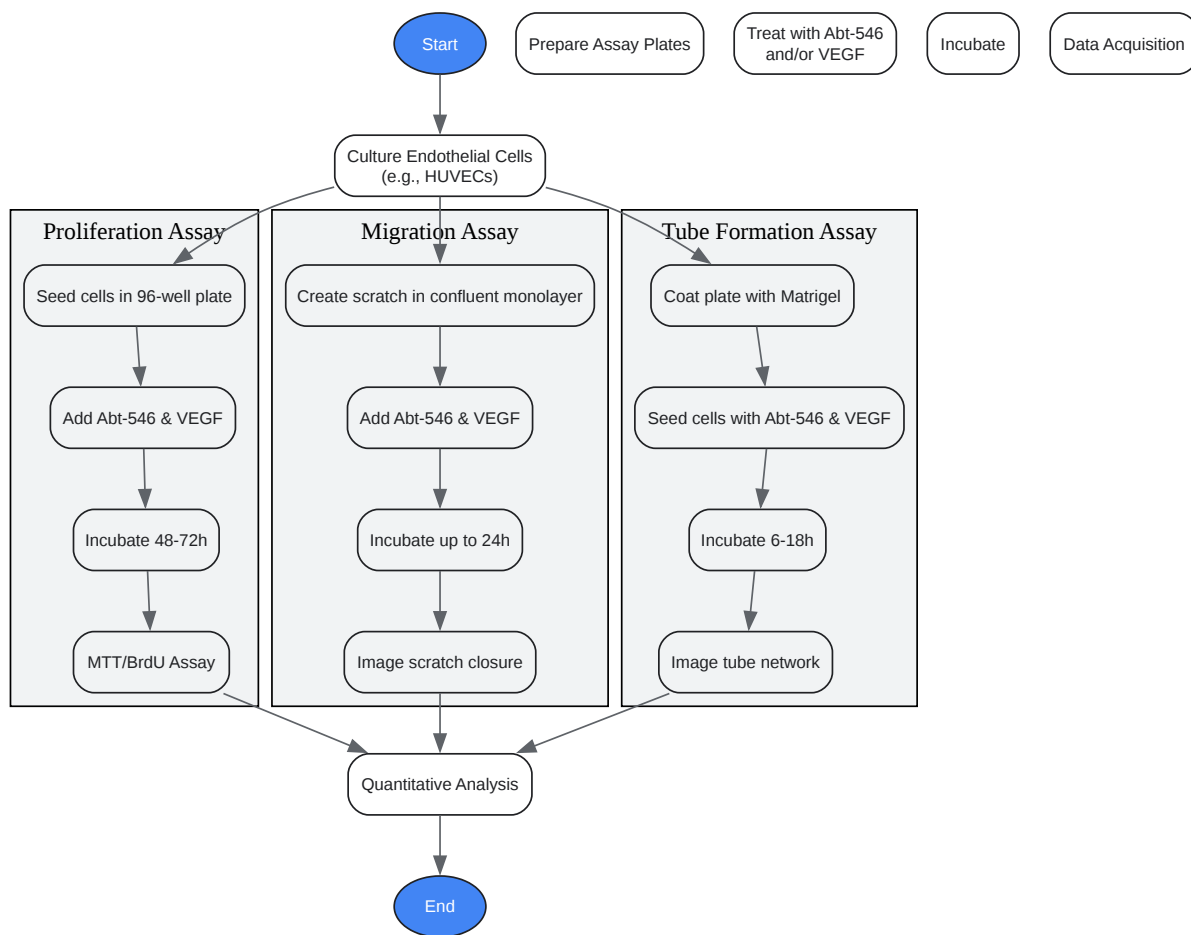 Start
Prepare Assay Plates
Treat with Abt-546
and/or VEGF
Incubate
Data Acquisition
Culture Endothelial Cells
(e.g., HUVECs)
Proliferation Assay
Migration Assay
Tube Formation Assay
Seed cells in 96-well plate
Create scratch in confluent monolayer
Coat plate with Matrigel
Add Abt-546 & VEGF
Add Abt-546 & VEGF
Seed cells with Abt-546 & VEGF
Incubate 48-72h
Incubate up to 24h
Incubate 6-18h
MTT/BrdU Assay
Image scratch closure
Image tube network
Quantitative Analysis
End